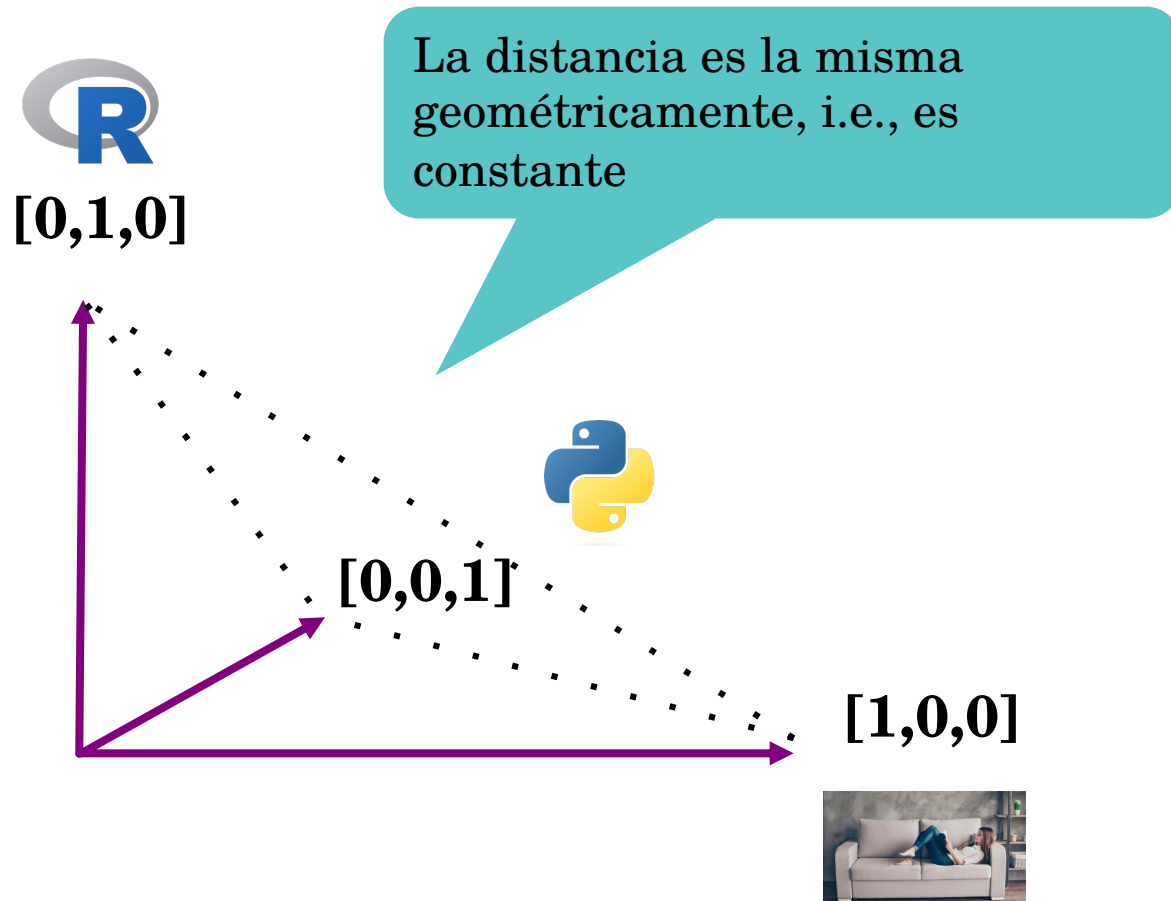 La distancia es la misma
geométricamente, i.e., es
constante
R
[0,1,0]
[0,0,1]
[1,0,0]